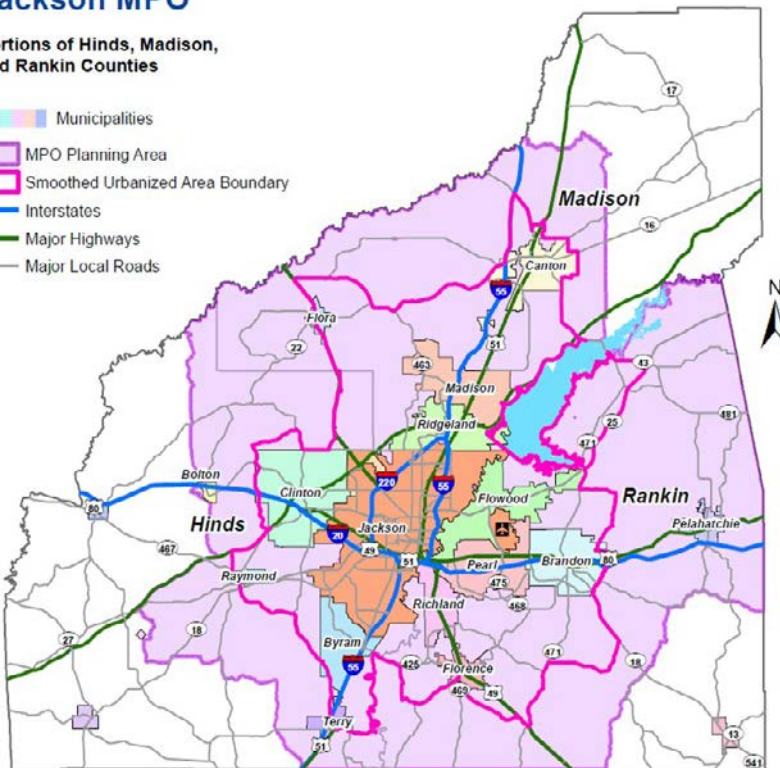 ackson MPO
rtions of Hinds, Madison,
d Rankin Counties
Municipalities
MPO Planning Area
Smoothed Urbanized Area Boundary
Interstates
Major Highways
Major Local Roads
17
Madison
16
Canton
N
55
Flora
22
51
463
43
Madison
481
25
Ridgeland
471
Bolton
220
55
Clinton
Flowood
Rankin
80
Hinds
Jackson
Pelahatchie
20
467
49
51
Pearl
Brandon
80
Raymond
475
Richland
468
27
18
Byram
471
55
425
Florence
18
469
49
Terry
13
51
541